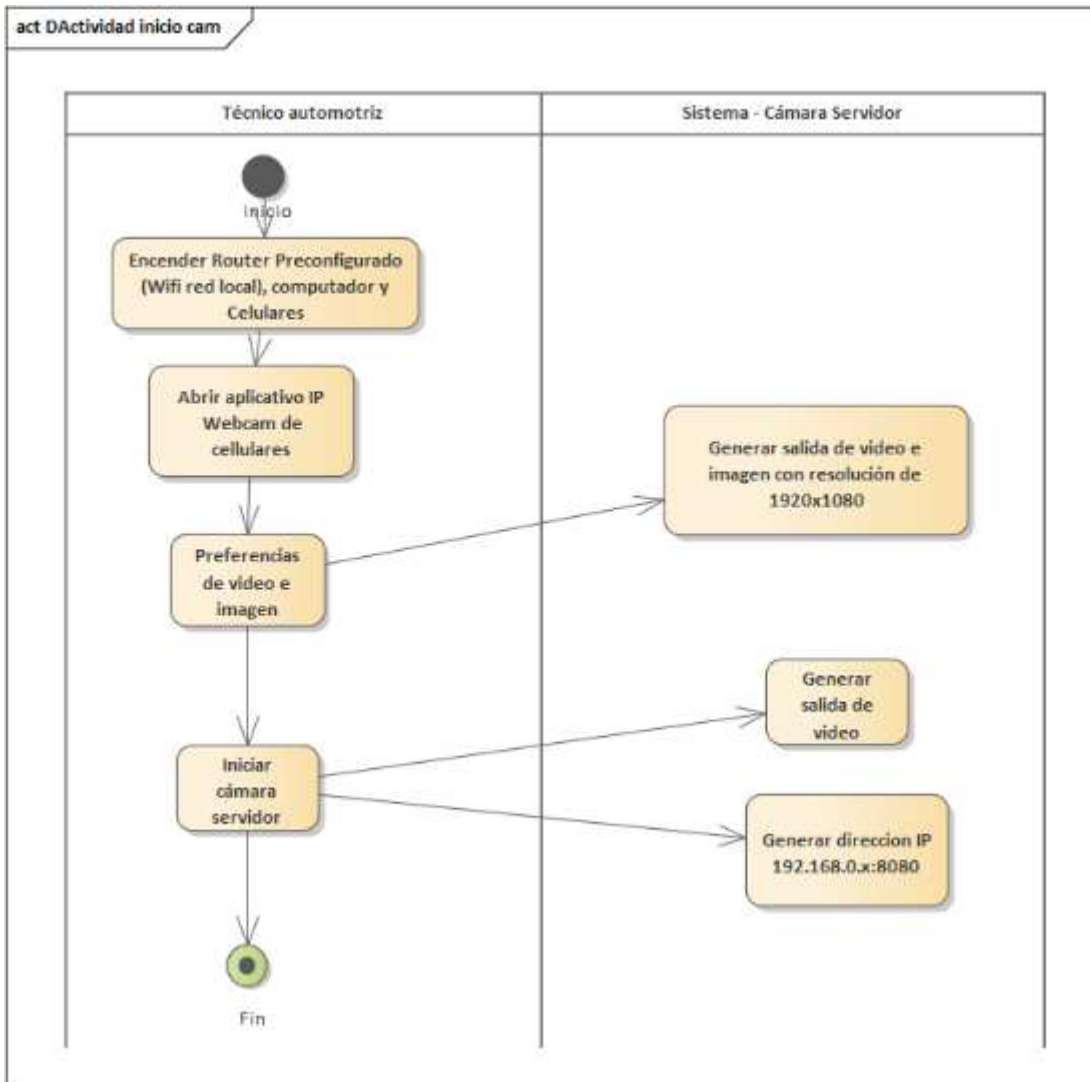 act DActividad inicio cam
Técnico automotriz
Sistema - Cámara Servidor
Inicio
Encender Router Preconfigurado
(Wifi red local), computador y
Celulares
Abrir aplicativo IP
Webcam de
cellulares
Generar salida de video e
imagen con resolución de
1920x1080
Preferencias
de video e
imagen
Generar
salida de
video
Iniciar
cámara
servidor
Generar direccion IP
192.168.0.x:8080
Fin